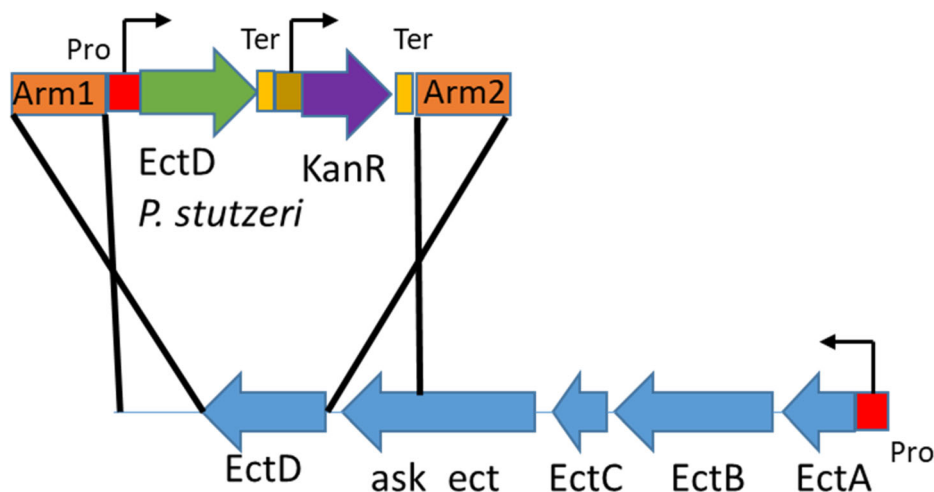 Pro Ter Ter
Arm1 Arm2
EctD KanR
P. stutzeri
EctD ask ect EctC EctB EctA Pro